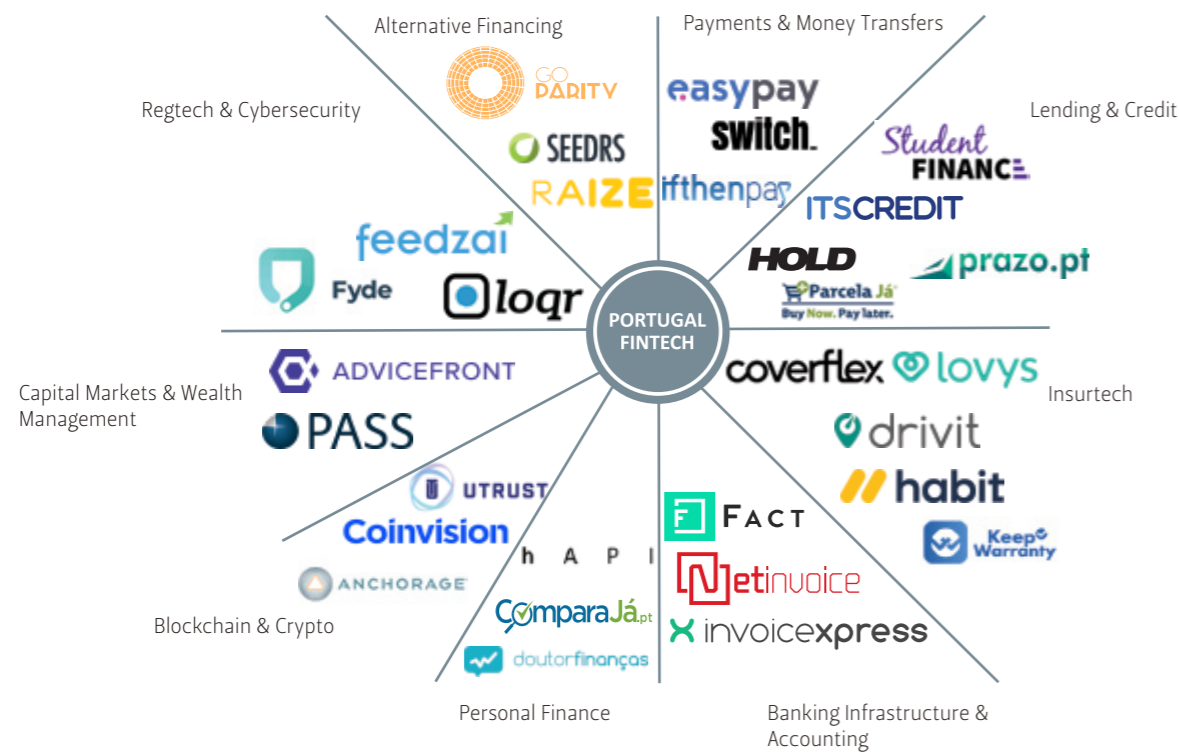 Alternative Financing
GO
PARITY
SEEDRS
RAIZE
Payments & Money Transfers
easypay
switch_
ifthenpay
Lending & Credit
Student
FINANCE
ITSCREDIT
HOLD
prazo.pt
Parcela Já
Buy Now. Pay later.
Insurtech
coverflex
lovys
drivit
habit
Keep
Warranty
Banking Infrastructure &
Accounting
F FACT
Netinvoice
invoicexpress
Personal Finance
hAPI
ComparaJá.pt
doutorfinanças
Blockchain & Crypto
U UTRUST
Coinvision
ANCHORAGE
Capital Markets & Wealth
Management
ADVICEFRONT
PASS
Regtech & Cybersecurity
feedzai
Fyde
loqr
PORTUGAL
FINTECH